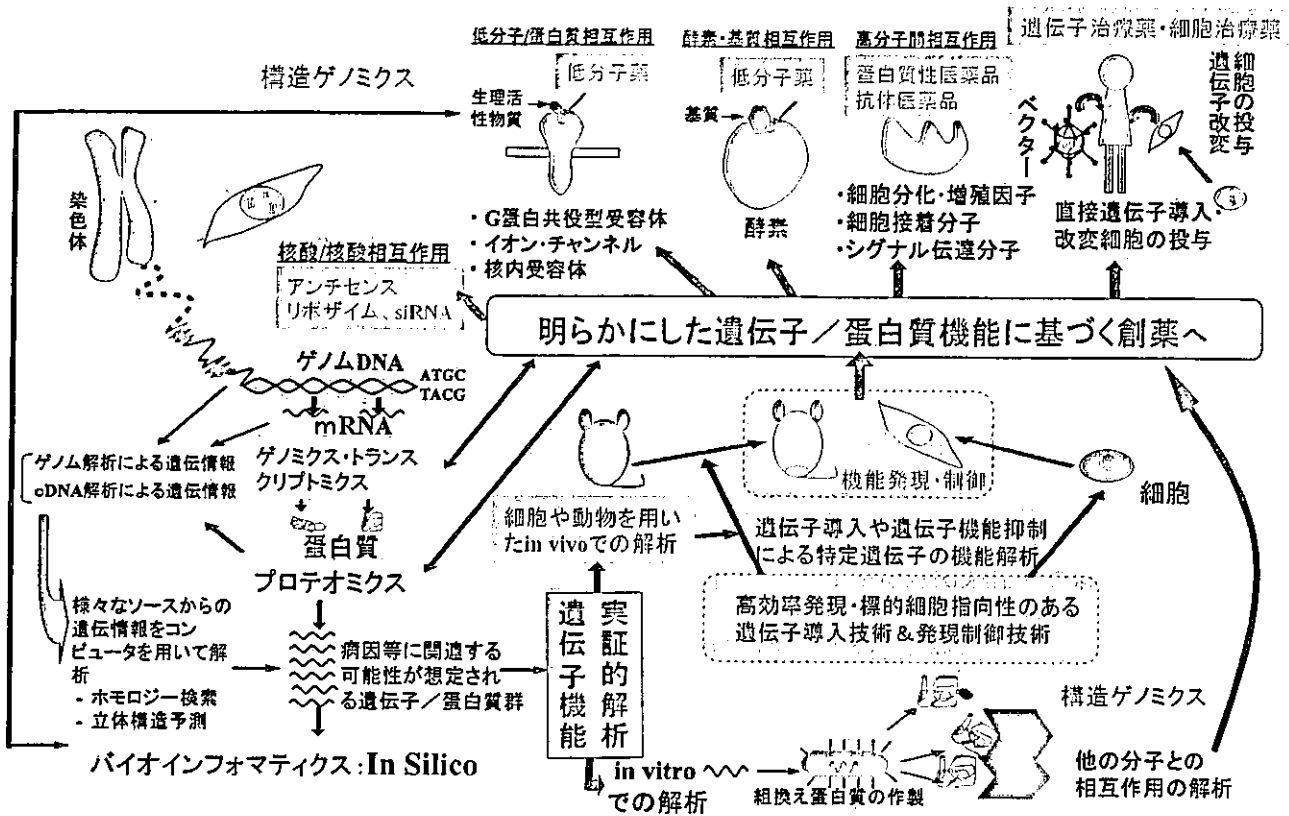 低分子/蛋白質相互作用
酵素・基質相互作用
高分子間相互作用
遺伝子治療薬・細胞治療薬
構造ゲノミクス
低分子薬
低分子薬
蛋白質性医薬品
抗体医薬品
生理活
性物質
基質
ベクター
細胞の投与
遺伝子改変
染色体
酵素
・G蛋白共役型受容体
・イオン・チャンネル
・核内受容体
・細胞分化・増殖因子
・細胞接着分子
・シグナル伝達分子
直接遺伝子導入・
改変細胞の投与
核酸/核酸相互作用
アンチセンス
リボザイム、siRNA
明らかにした遺伝子／蛋白質機能に基づく創薬へ
ゲノムDNA
ATGC
TACG
mRNA
ゲノム解析による遺伝情報
cDNA解析による遺伝情報
ゲノミクス・トランス
クリプトミクス
機能発現・制御
細胞
蛋白質
プロテオミクス
細胞や動物を用い
たin vivoでの解析
遺伝子導入や遺伝子機能抑制
による特定遺伝子の機能解析
高効率発現・標的細胞指向性のある
遺伝子導入技術＆発現制御技術
様々なソースからの
遺伝情報をコン
ピュータを用いて解
析
- ホモロジー検索
- 立体構造予測
病因等に関連する
可能性が想定され
る遺伝子／蛋白質群
遺伝子機能
実証的解析
バイオインフォマティクス：In Silico
in vitro
での解析
組換え蛋白質の作製
構造ゲノミクス
他の分子との
相互作用の解析